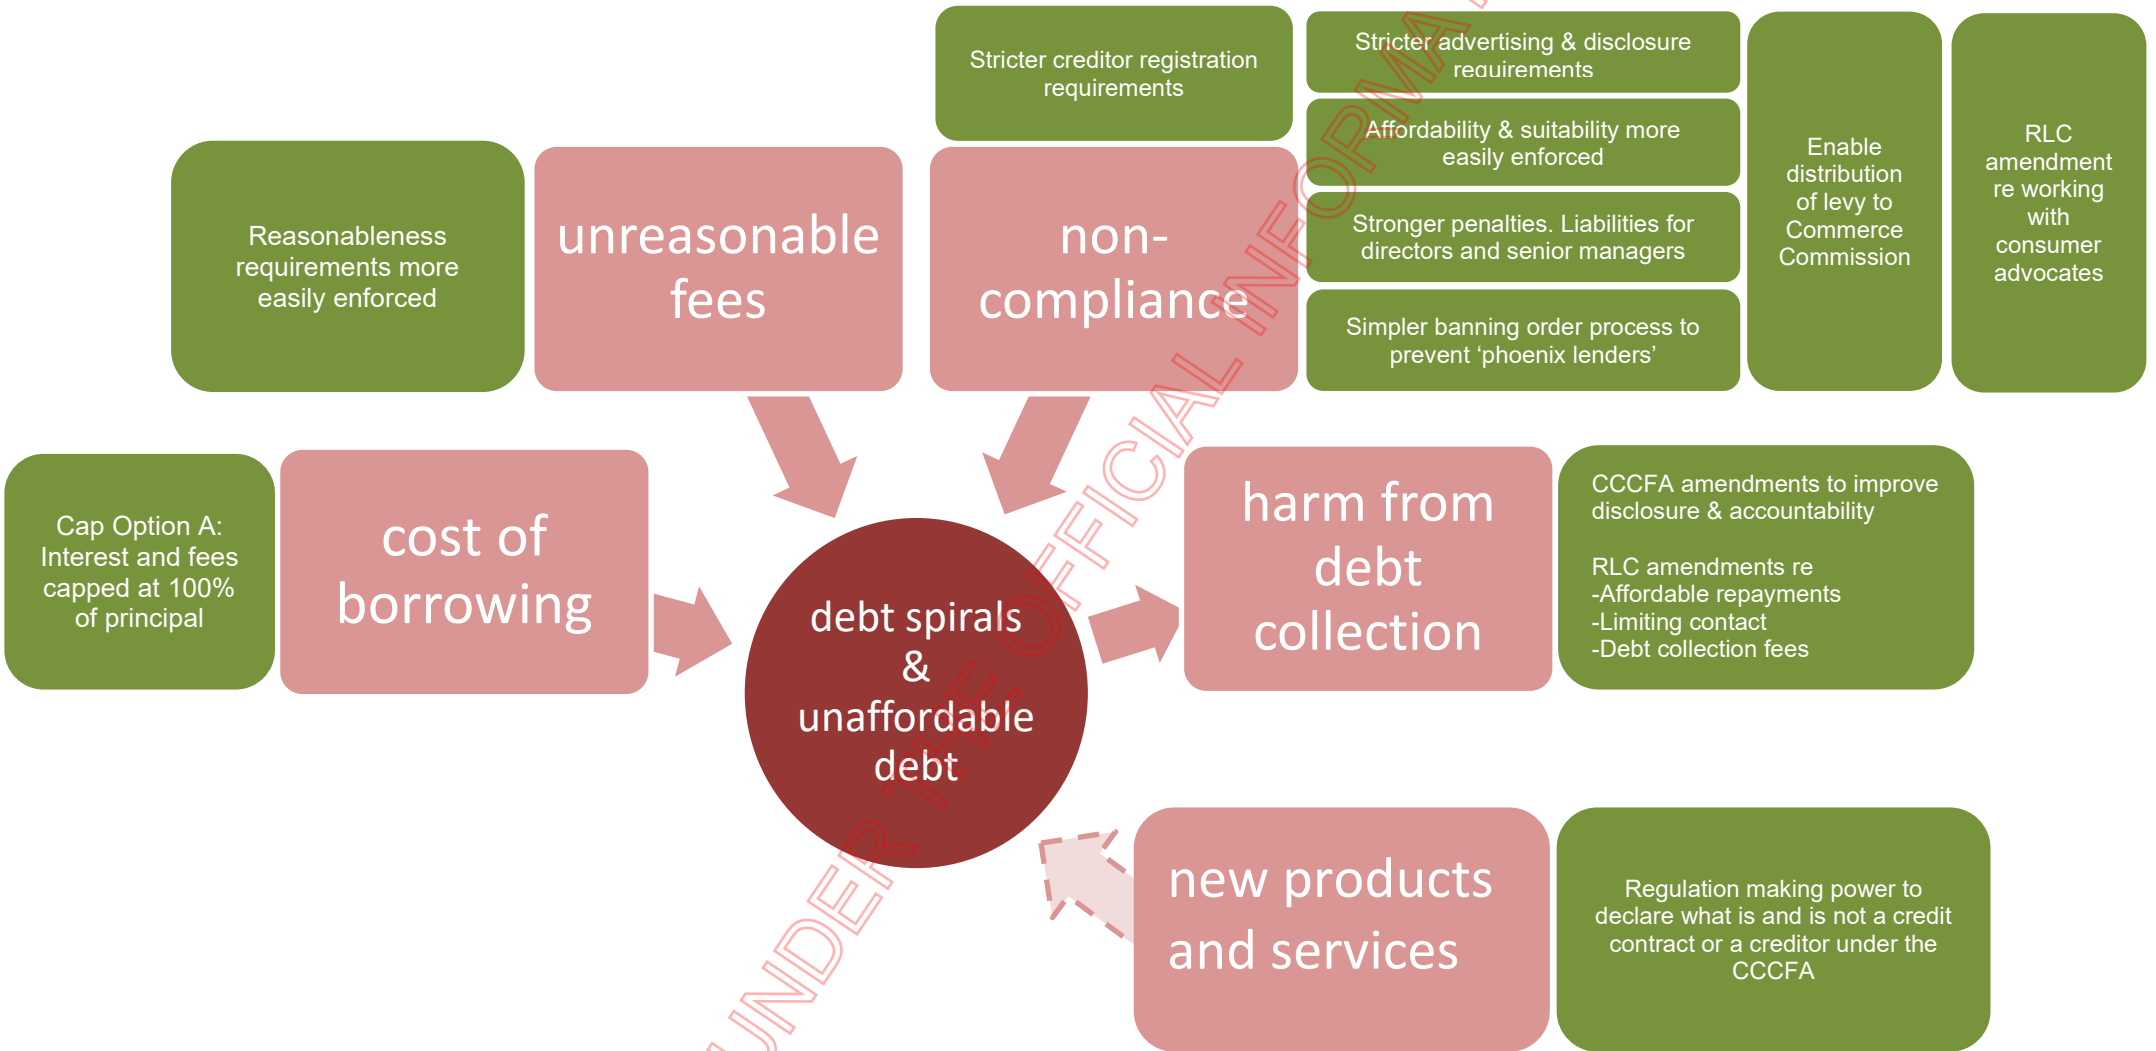 Stricter creditor registration
requirements
Stricter advertising & disclosure
requirements
Affordability & suitability more
easily enforced
Stronger penalties. Liabilities for
directors and senior managers
Simpler banning order process to
prevent ‘phoenix lenders’
Enable
distribution
of levy to
Commerce
Commission
RLC
amendment
re working
with
consumer
advocates
Reasonableness
requirements more
easily enforced
unreasonable
fees
non-
compliance
Cap Option A:
Interest and fees
capped at 100%
of principal
cost of
borrowing
debt spirals
&
unaffordable
debt
harm from
debt
collection
CCCFA amendments to improve
disclosure & accountability
RLC amendments re
-Affordable repayments
-Limiting contact
-Debt collection fees
new products
and services
Regulation making power to
declare what is and is not a credit
contract or a creditor under the
CCCFA
UNDER THE OFFICIAL INFORMA